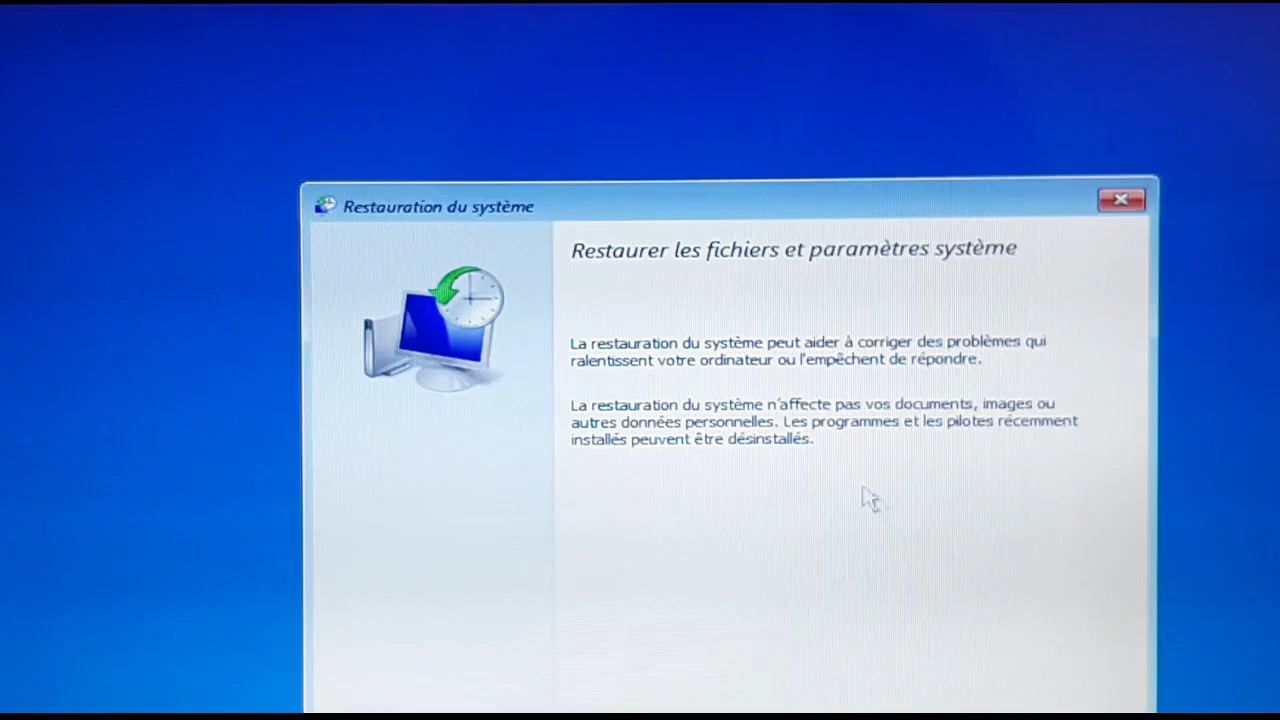 Restauration du système
Restaurer les fichiers et paramètres système
La restauration du système peut aider à corriger des problèmes qui
ralentissent votre ordinateur ou l'empêchent de répondre.
La restauration du système n'affecte pas vos documents, images ou
autres données personnelles. Les programmes et les pilotes récemment
installés peuvent être désinstallés.